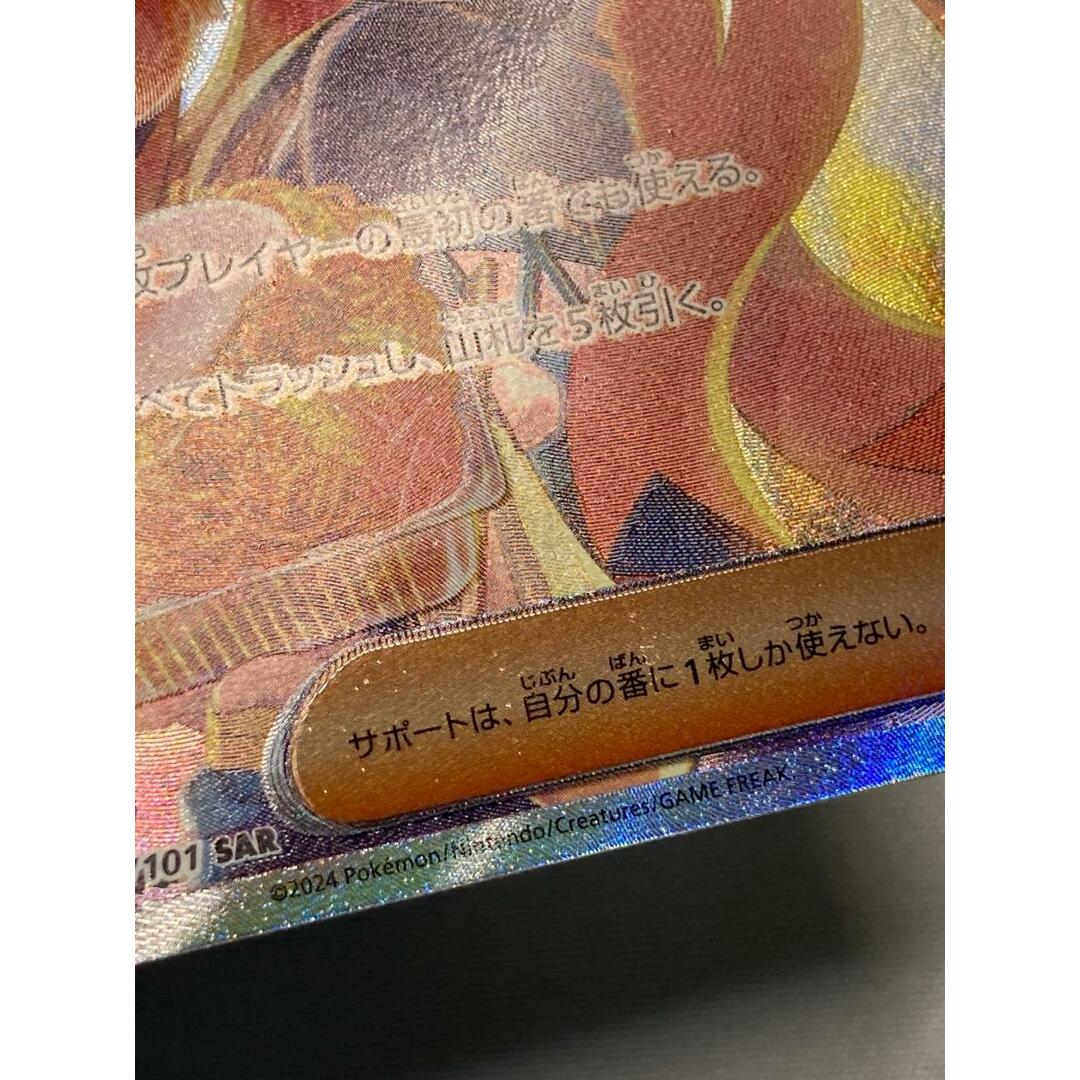 攻プレイヤーの最初の番でも使える。
べてトラッシュし、山札を5枚引く。
サポートは、自分の番に1枚しか使えない。
/101 SAR
©2024 Pokémon/Nintendo/Creatures/GAME FREAK